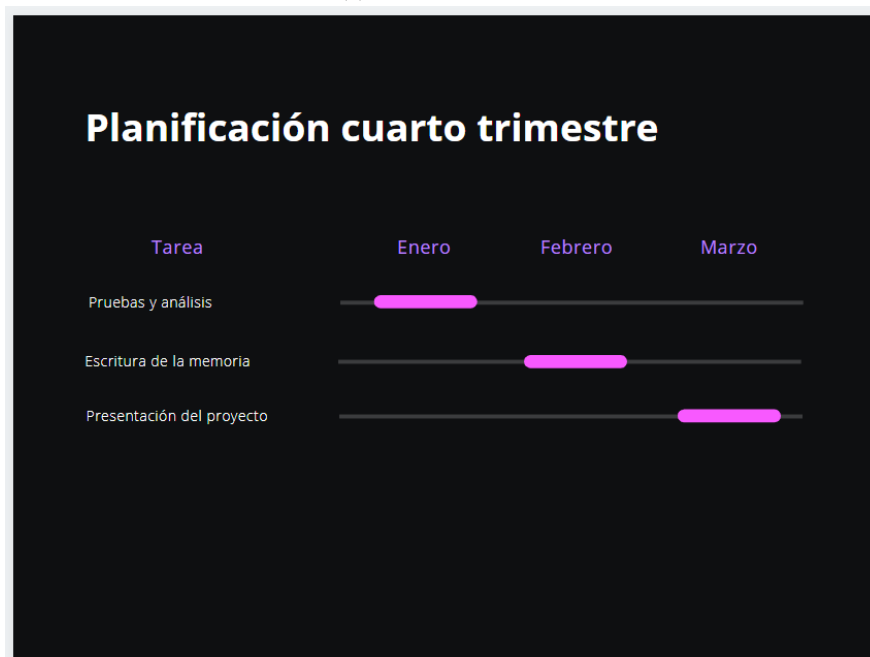 Planificación cuarto trimestre
Tarea Enero Febrero Marzo
Pruebas y análisis
Escritura de la memoria
Presentación del proyecto